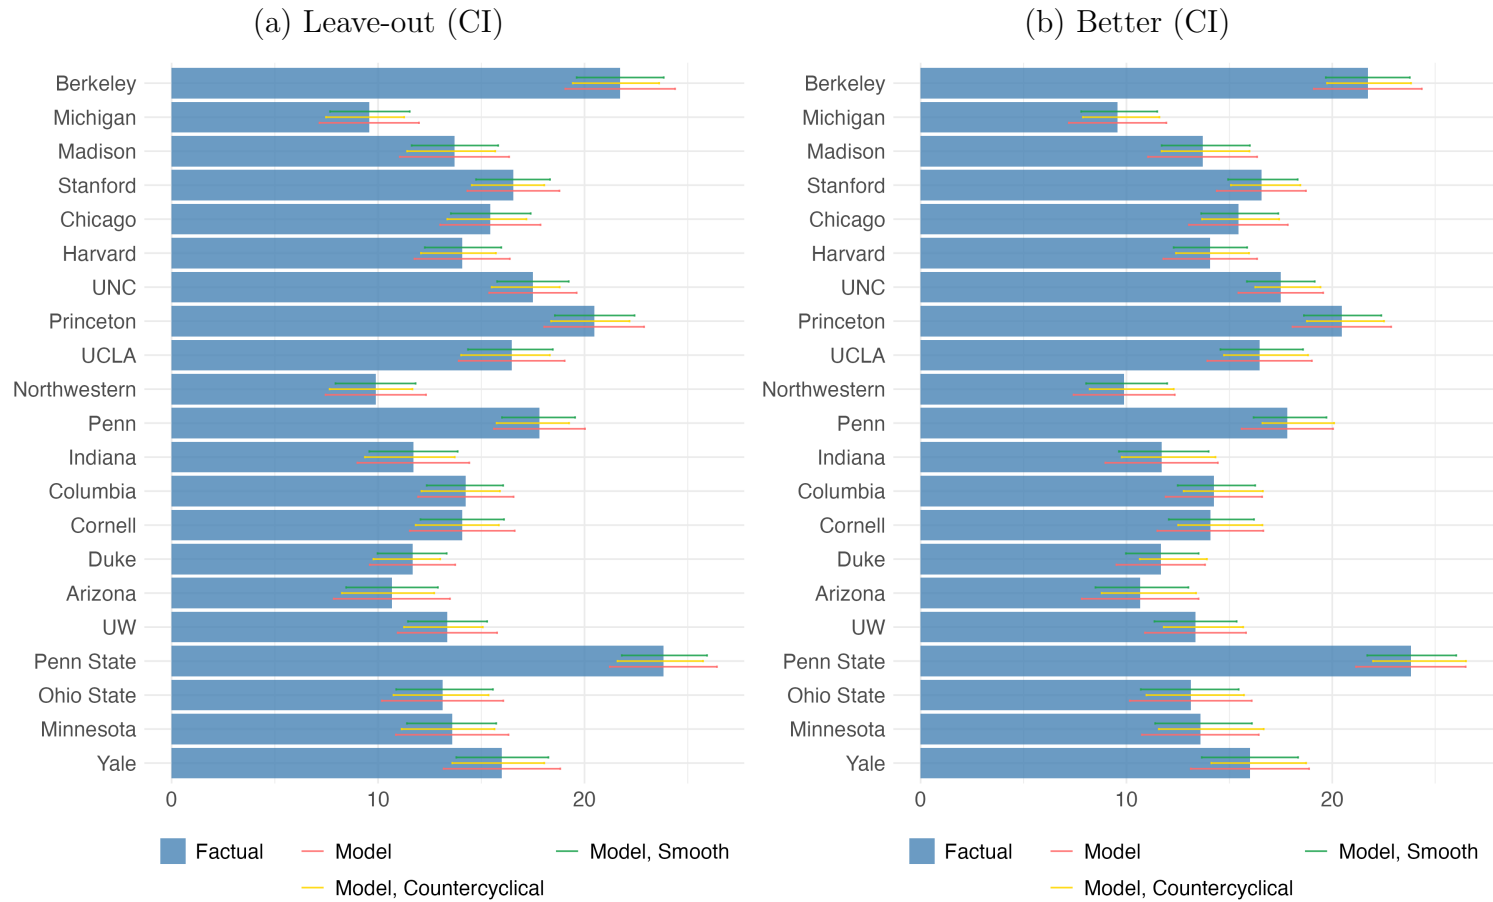 (a) Leave-out (CI)
Berkeley
Michigan
Madison
Stanford
Chicago
Harvard
UNC
Princeton
UCLA
Northwestern
Penn
Indiana
Columbia
Cornell
Duke
Arizona
UW
Penn State
Ohio State
Minnesota
Yale
0 10 20
Factual Model Model, Smooth
Model, Countercyclical
(b) Better (CI)
Berkeley
Michigan
Madison
Stanford
Chicago
Harvard
UNC
Princeton
UCLA
Northwestern
Penn
Indiana
Columbia
Cornell
Duke
Arizona
UW
Penn State
Ohio State
Minnesota
Yale
0 10 20
Factual Model Model, Smooth
Model, Countercyclical